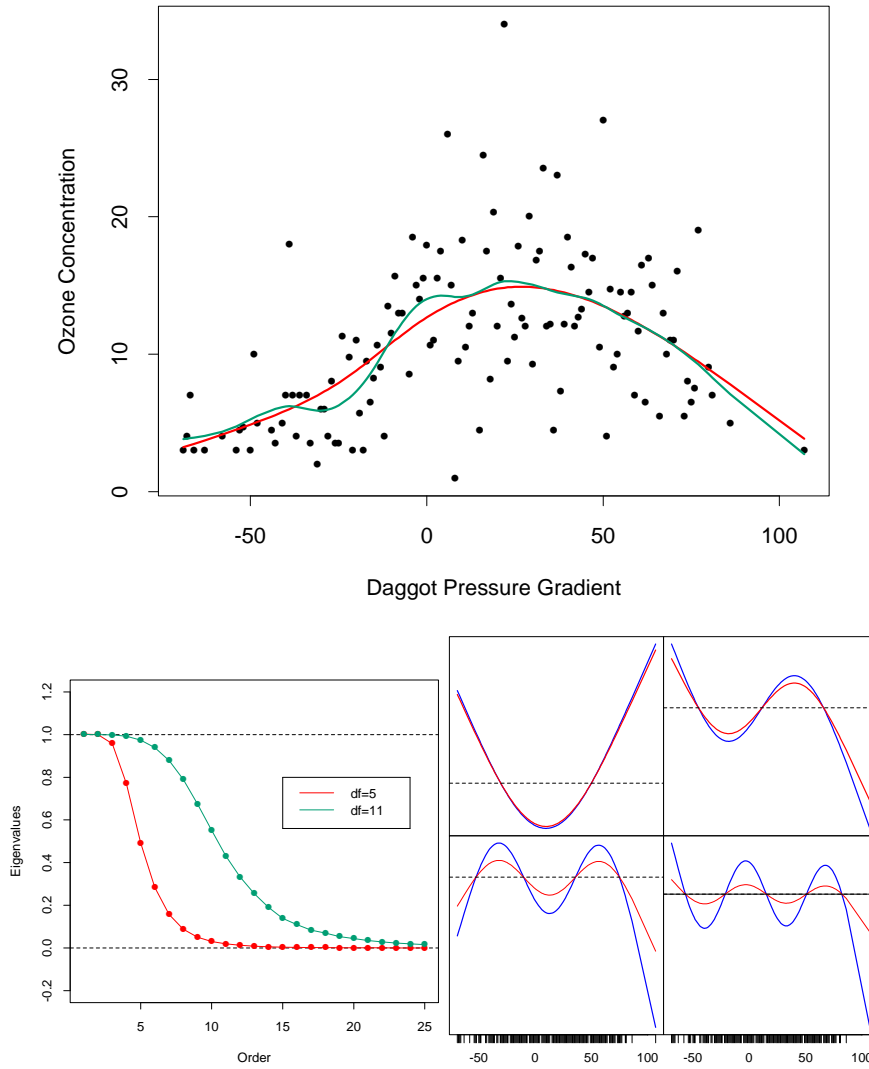 30
20
10
0
Ozone Concentration
-50 0 50 100
Daggot Pressure Gradient
1.2
1.0
0.8
0.6
0.4
0.2
0.0
-0.2
Eigenvalues
df=5
df=11
5 10 15 20 25
Order
-50 0 50 100
-50 0 50 100